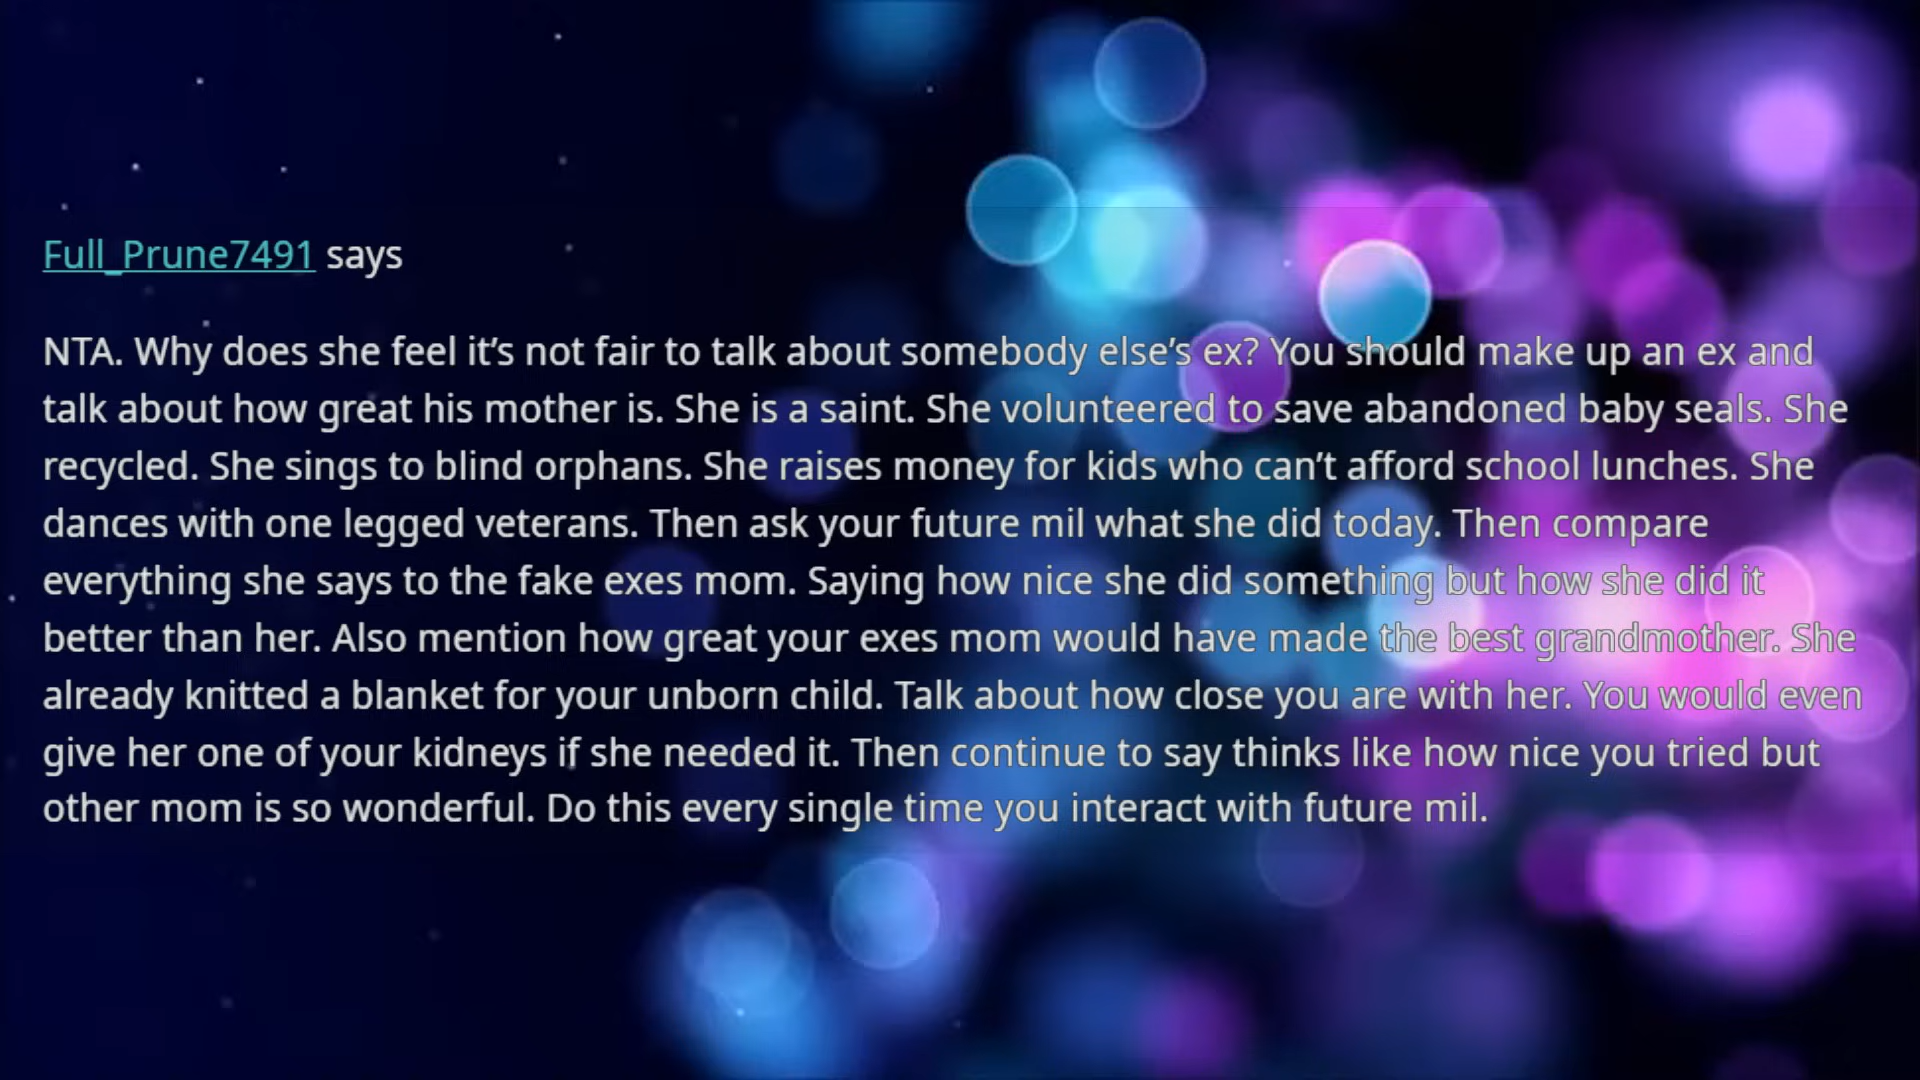 Full_Prune7491 says
NTA. Why does she feel it’s not fair to talk about somebody else’s ex? You should make up an ex and
talk about how great his mother is. She is a saint. She volunteered to save abandoned baby seals. She
recycled. She sings to blind orphans. She raises money for kids who can’t afford school lunches. She
dances with one legged veterans. Then ask your future mil what she did today. Then compare
everything she says to the fake exes mom. Saying how nice she did something but how she did it
better than her. Also mention how great your exes mom would have made the best grandmother. She
already knitted a blanket for your unborn child. Talk about how close you are with her. You would even
give her one of your kidneys if she needed it. Then continue to say thinks like how nice you tried but
other mom is so wonderful. Do this every single time you interact with future mil.